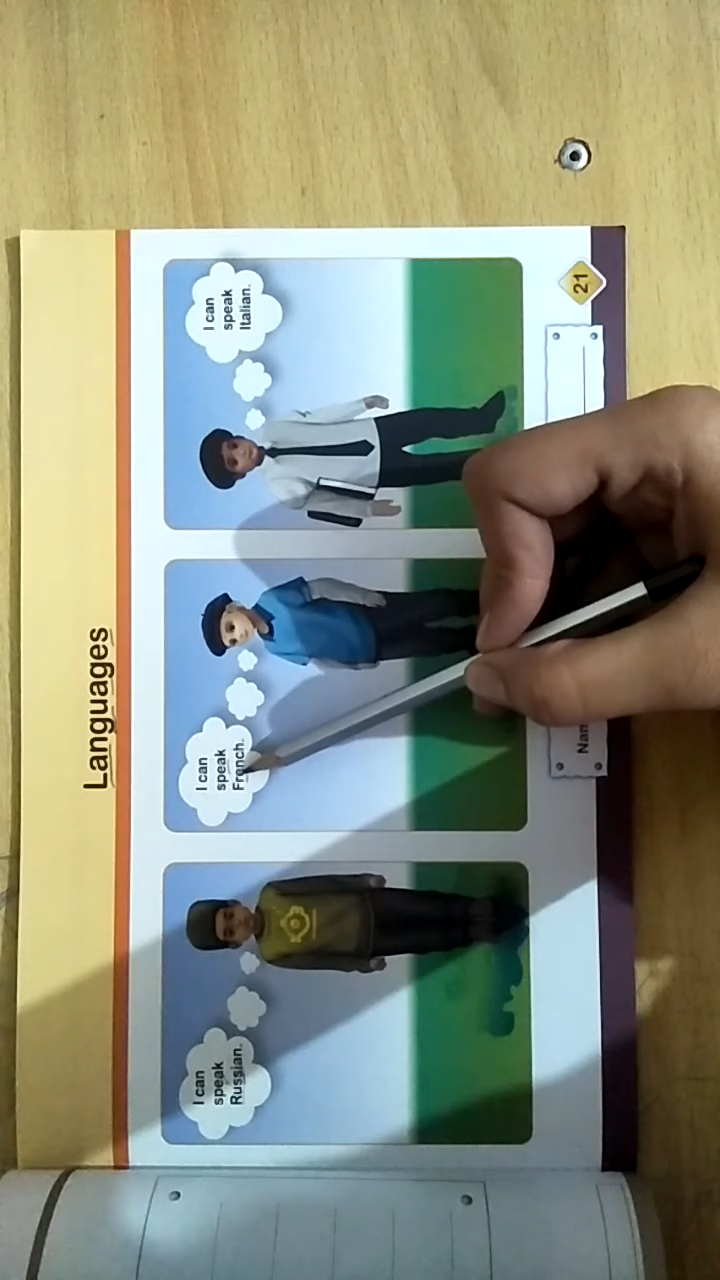 Languages
I can
speak
Russian.
I can
speak
French.
I can
speak
Italian.
21